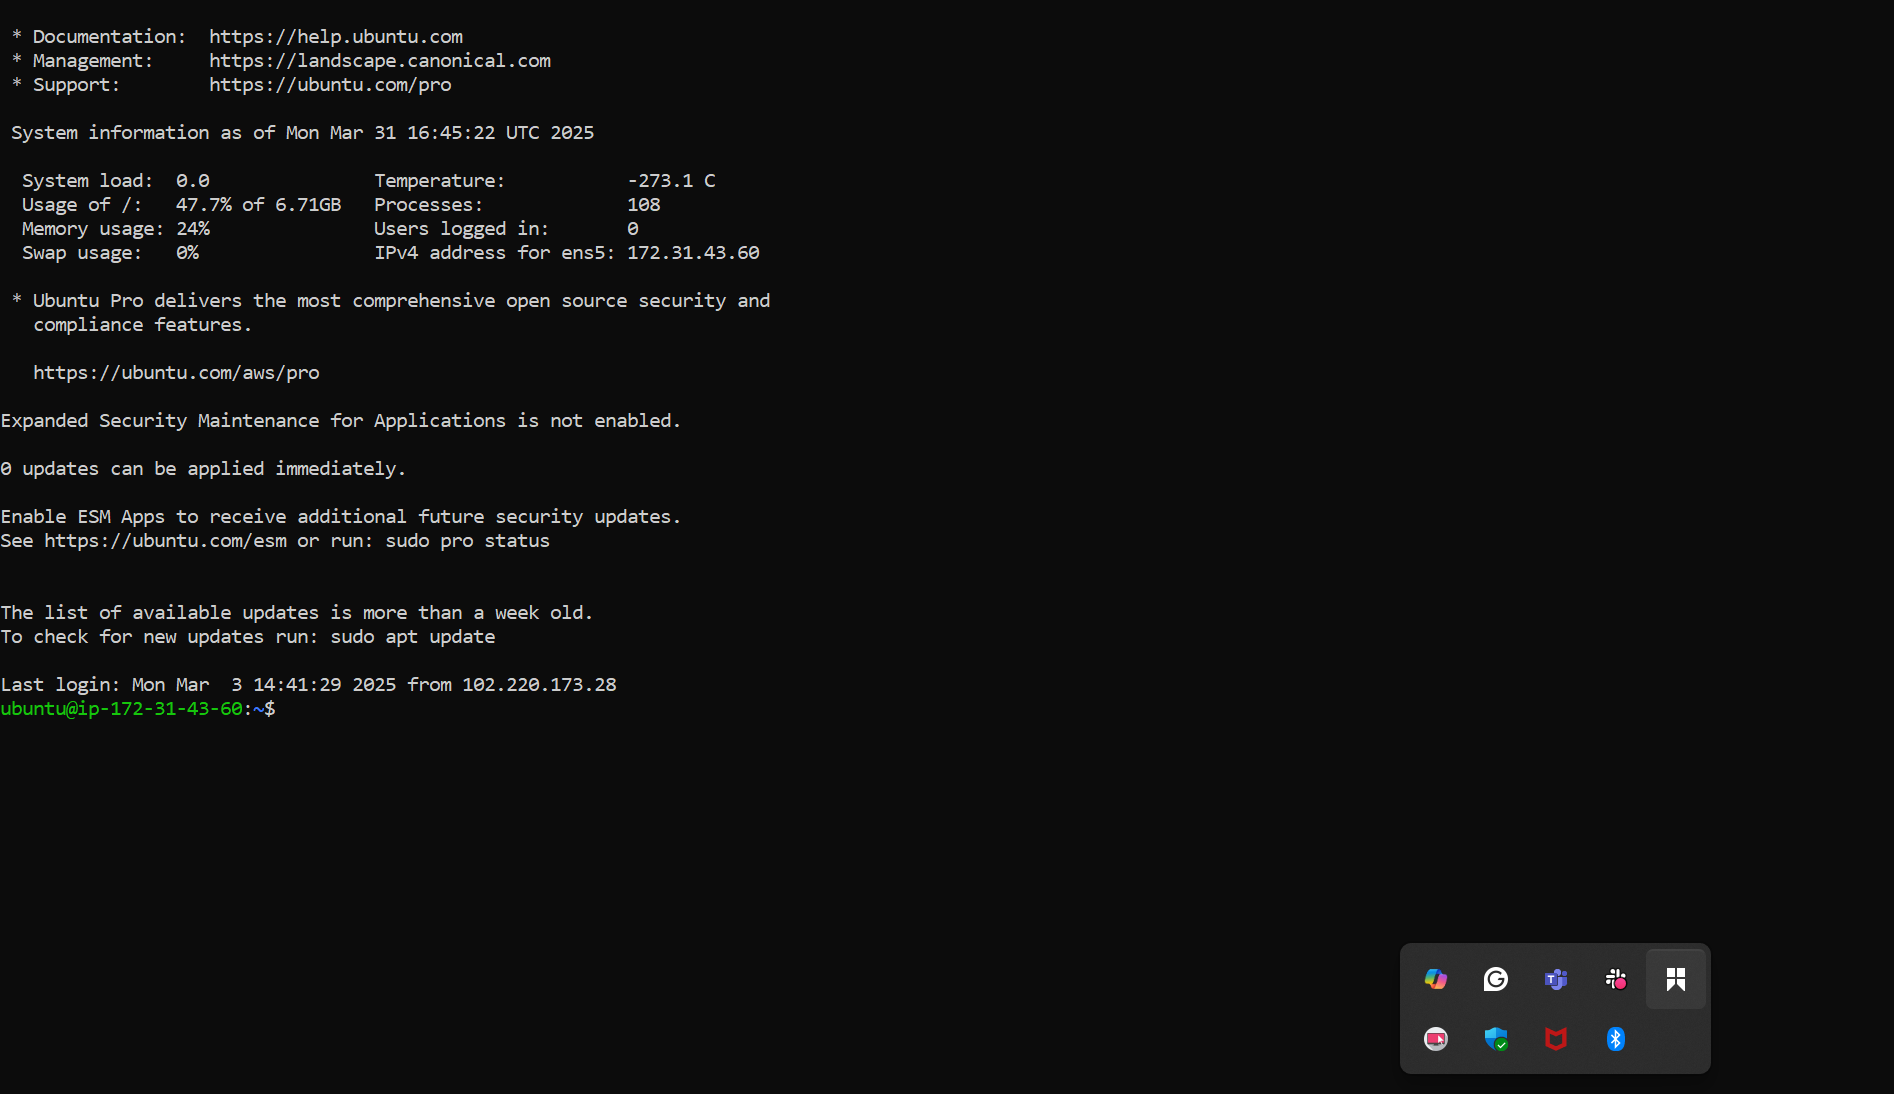 * Documentation:  https://help.ubuntu.com
* Management:     https://landscape.canonical.com
* Support:        https://ubuntu.com/pro
System information as of Mon Mar 31 16:45:22 UTC 2025
System load:  0.0               Temperature:           -273.1 C
Usage of /:   47.7% of 6.71GB   Processes:             108
Memory usage: 24%               Users logged in:       0
Swap usage:   0%                IPv4 address for ens5: 172.31.43.60
* Ubuntu Pro delivers the most comprehensive open source security and
compliance features.
https://ubuntu.com/aws/pro
Expanded Security Maintenance for Applications is not enabled.
0 updates can be applied immediately.
Enable ESM Apps to receive additional future security updates.
See https://ubuntu.com/esm or run: sudo pro status
The list of available updates is more than a week old.
To check for new updates run: sudo apt update
Last login: Mon Mar  3 14:41:29 2025 from 102.220.173.28
ubuntu@ip-172-31-43-60:~$